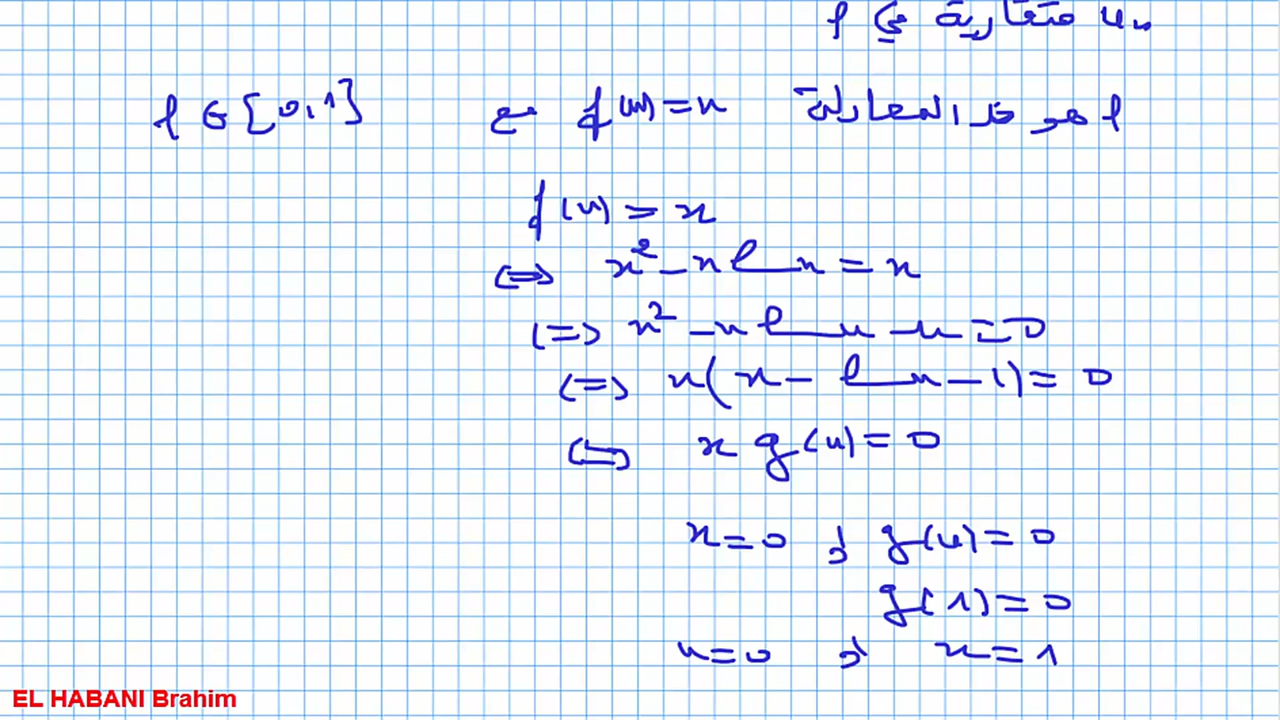 uₙ متقاربة نحو l
l هو حل المعادلة f(x) = x مع l ∈ [0,1]
f(x) = x
⇔ x² - x ln x = x
⇔ x² - x ln x - x = 0
⇔ x(x - ln x - 1) = 0
⇔ x g(x) = 0
x = 0 أو g(x) = 0
g(1) = 0
x = 0 أو x = 1
EL HABANI Brahim